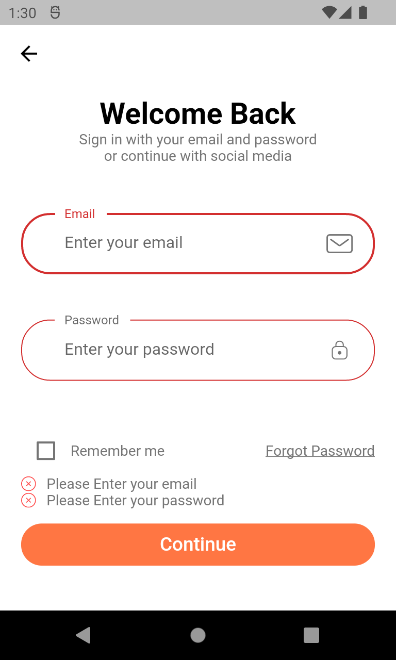 1:30
Welcome Back
Sign in with your email and password
or continue with social media
Email
Enter your email
Password
Enter your password
Remember me
Forgot Password
Please Enter your email
Please Enter your password
Continue